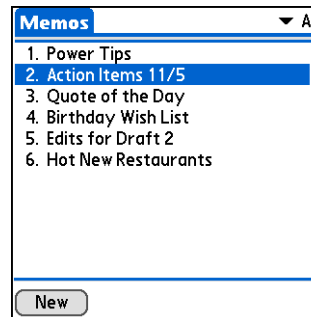 Memos
A
1. Power Tips
2. Action Items 11/5
3. Quote of the Day
4. Birthday Wish List
5. Edits for Draft 2
6. Hot New Restaurants
New